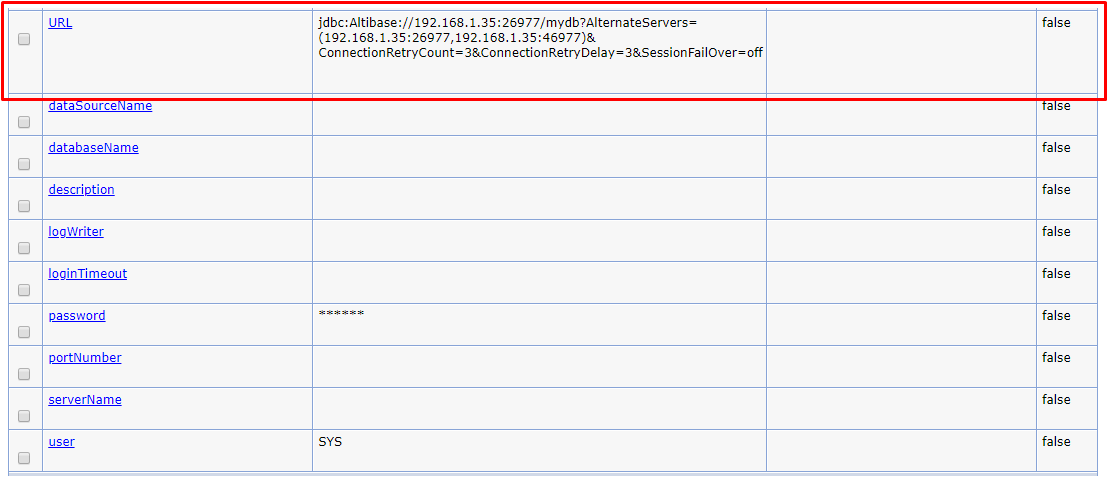 URL jdbc:Altibase://192.168.1.35:26977/mydb?AlternateServers= false
(192.168.1.35:26977,192.168.1.35:46977)&
ConnectionRetryCount=3&ConnectionRetryDelay=3&SessionFailOver=off
dataSourceName false
databaseName false
description false
logWriter false
loginTimeout false
password ****** false
portNumber false
serverName false
user SYS false